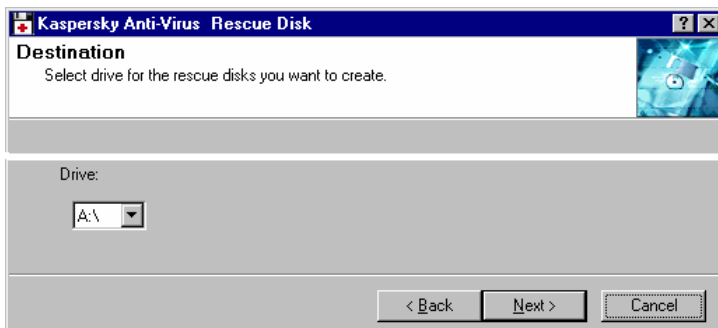 Kaspersky Anti-Virus Rescue Disk
Destination
Select drive for the rescue disks you want to create.
Drive:
A:\
< Back Next > Cancel